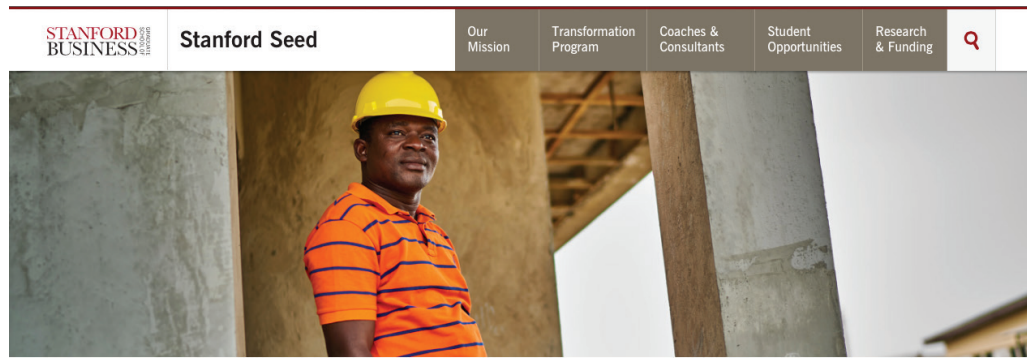 STANFORD
BUSINESS
GRADUATE
SCHOOL OF
Stanford Seed
Our
Mission
Transformation
Program
Coaches &
Consultants
Student
Opportunities
Research
& Funding